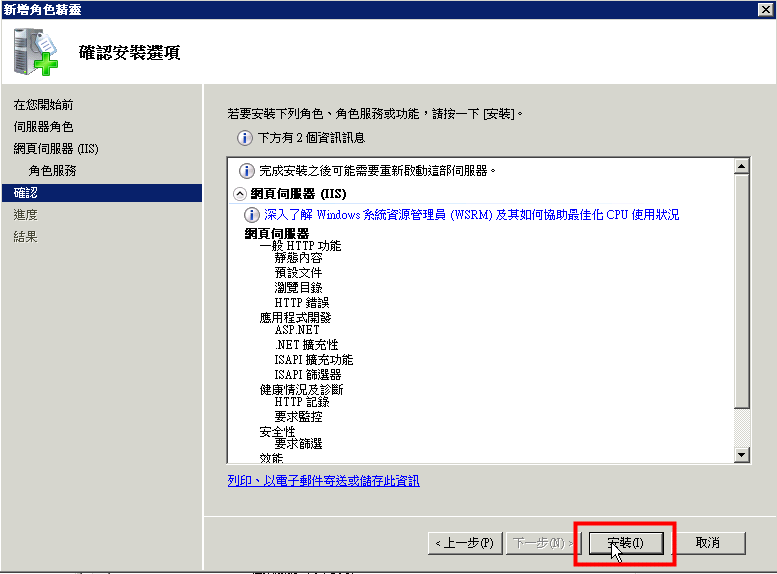 新增角色精靈
確認安裝選項
在您開始前
伺服器角色
網頁伺服器 (IIS)
角色服務
確認
進度
結果
若要安裝下列角色、角色服務或功能，請按一下 [安裝]。
下方有 2 個資訊訊息
完成安裝之後可能需要重新啟動這部伺服器。
網頁伺服器 (IIS)
深入了解 Windows 系統資源管理員 (WSRM) 及其如何協助最佳化 CPU 使用狀況
網頁伺服器
一般 HTTP 功能
靜態內容
預設文件
瀏覽目錄
HTTP 錯誤
應用程式開發
ASP.NET
.NET 擴充性
ISAPI 擴充功能
ISAPI 篩選器
健康情況及診斷
HTTP 記錄
要求監控
安全性
要求篩選
效能
列印、以電子郵件寄送或儲存此資訊
< 上一步(P)
下一步(N) >
安裝(I)
取消